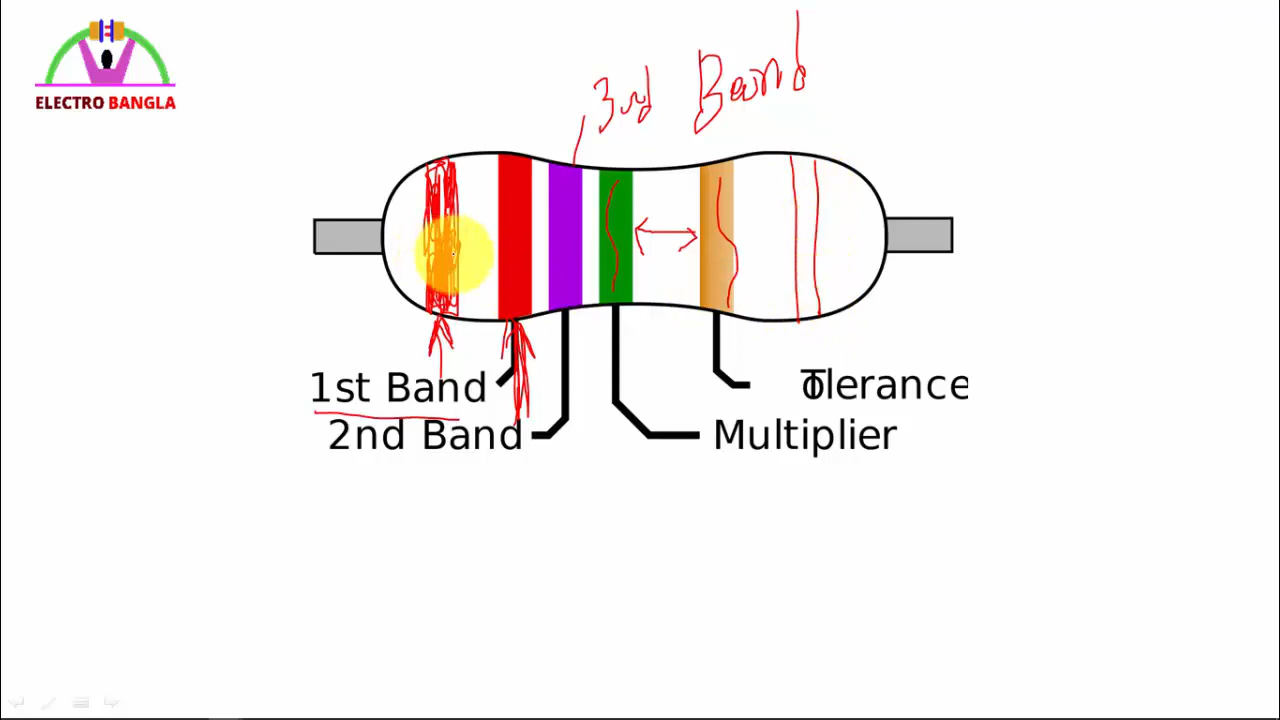 ELECTRO BANGLA
3rd Band
1st Band
2nd Band
Tolerance
Multiplier